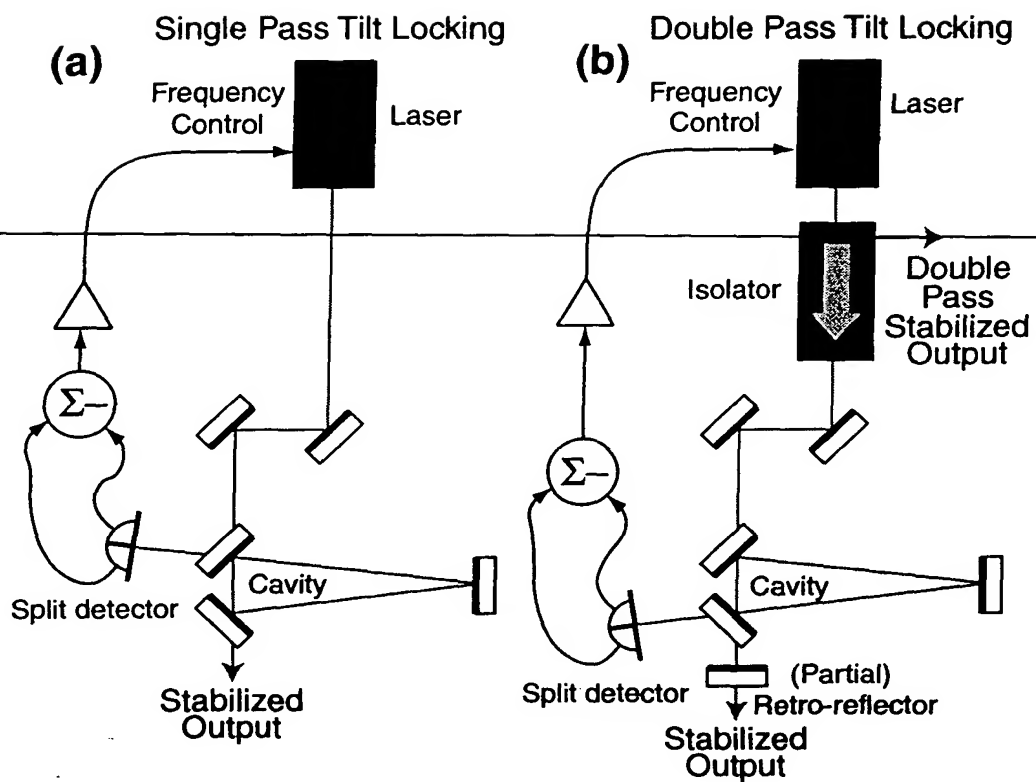 Single Pass Tilt Locking
(a)
Frequency
Control
Laser
Σ−
Cavity
Split detector
Stabilized
Output
Double Pass Tilt Locking
(b)
Frequency
Control
Laser
Isolator
Double
Pass
Stabilized
Output
Σ−
Cavity
Split detector
(Partial)
Retro-reflector
Stabilized
Output